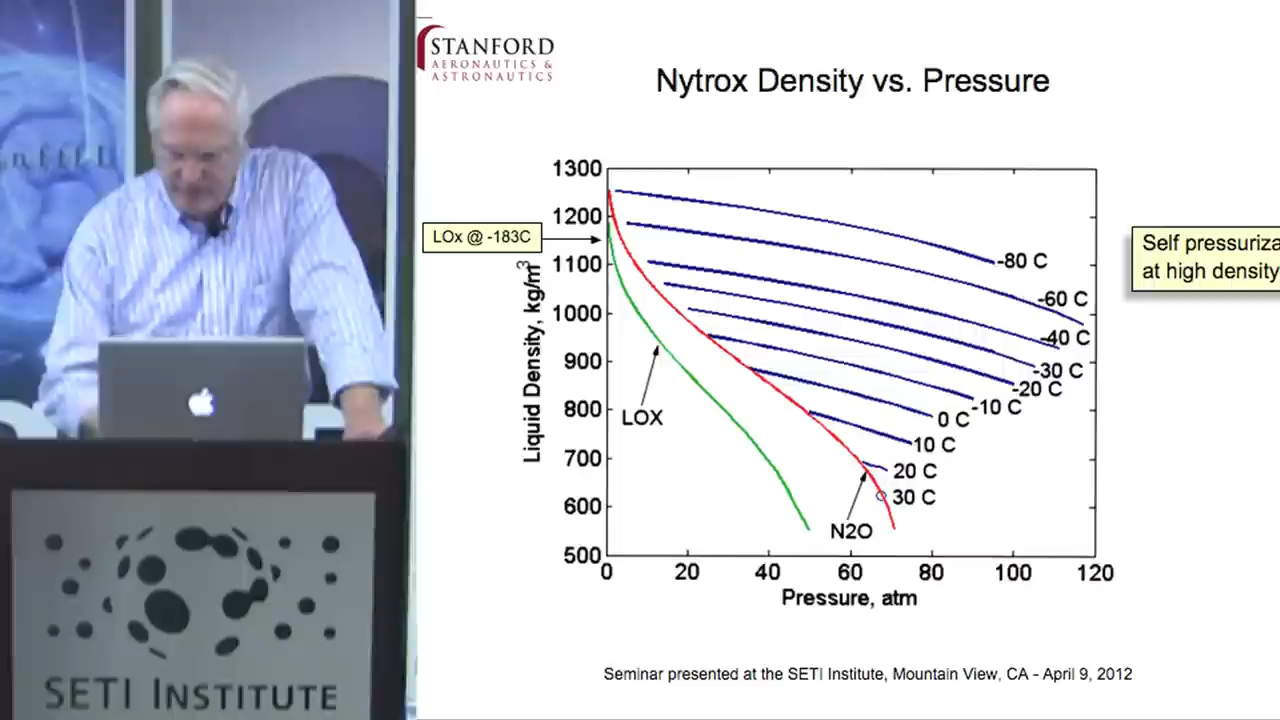 STANFORD
AERONAUTICS &
ASTRONAUTICS
Nytrox Density vs. Pressure
LOx @ -183C
Self pressuriza
at high density
Liquid Density, kg/m3
1300
1200
1100
1000
900
800
700
600
500
0
20
40
60
80
100
120
Pressure, atm
-80 C
-60 C
-40 C
-30 C
-20 C
-10 C
0 C
10 C
20 C
30 C
LOX
N2O
Seminar presented at the SETI Institute, Mountain View, CA - April 9, 2012
SETI INSTITUTE